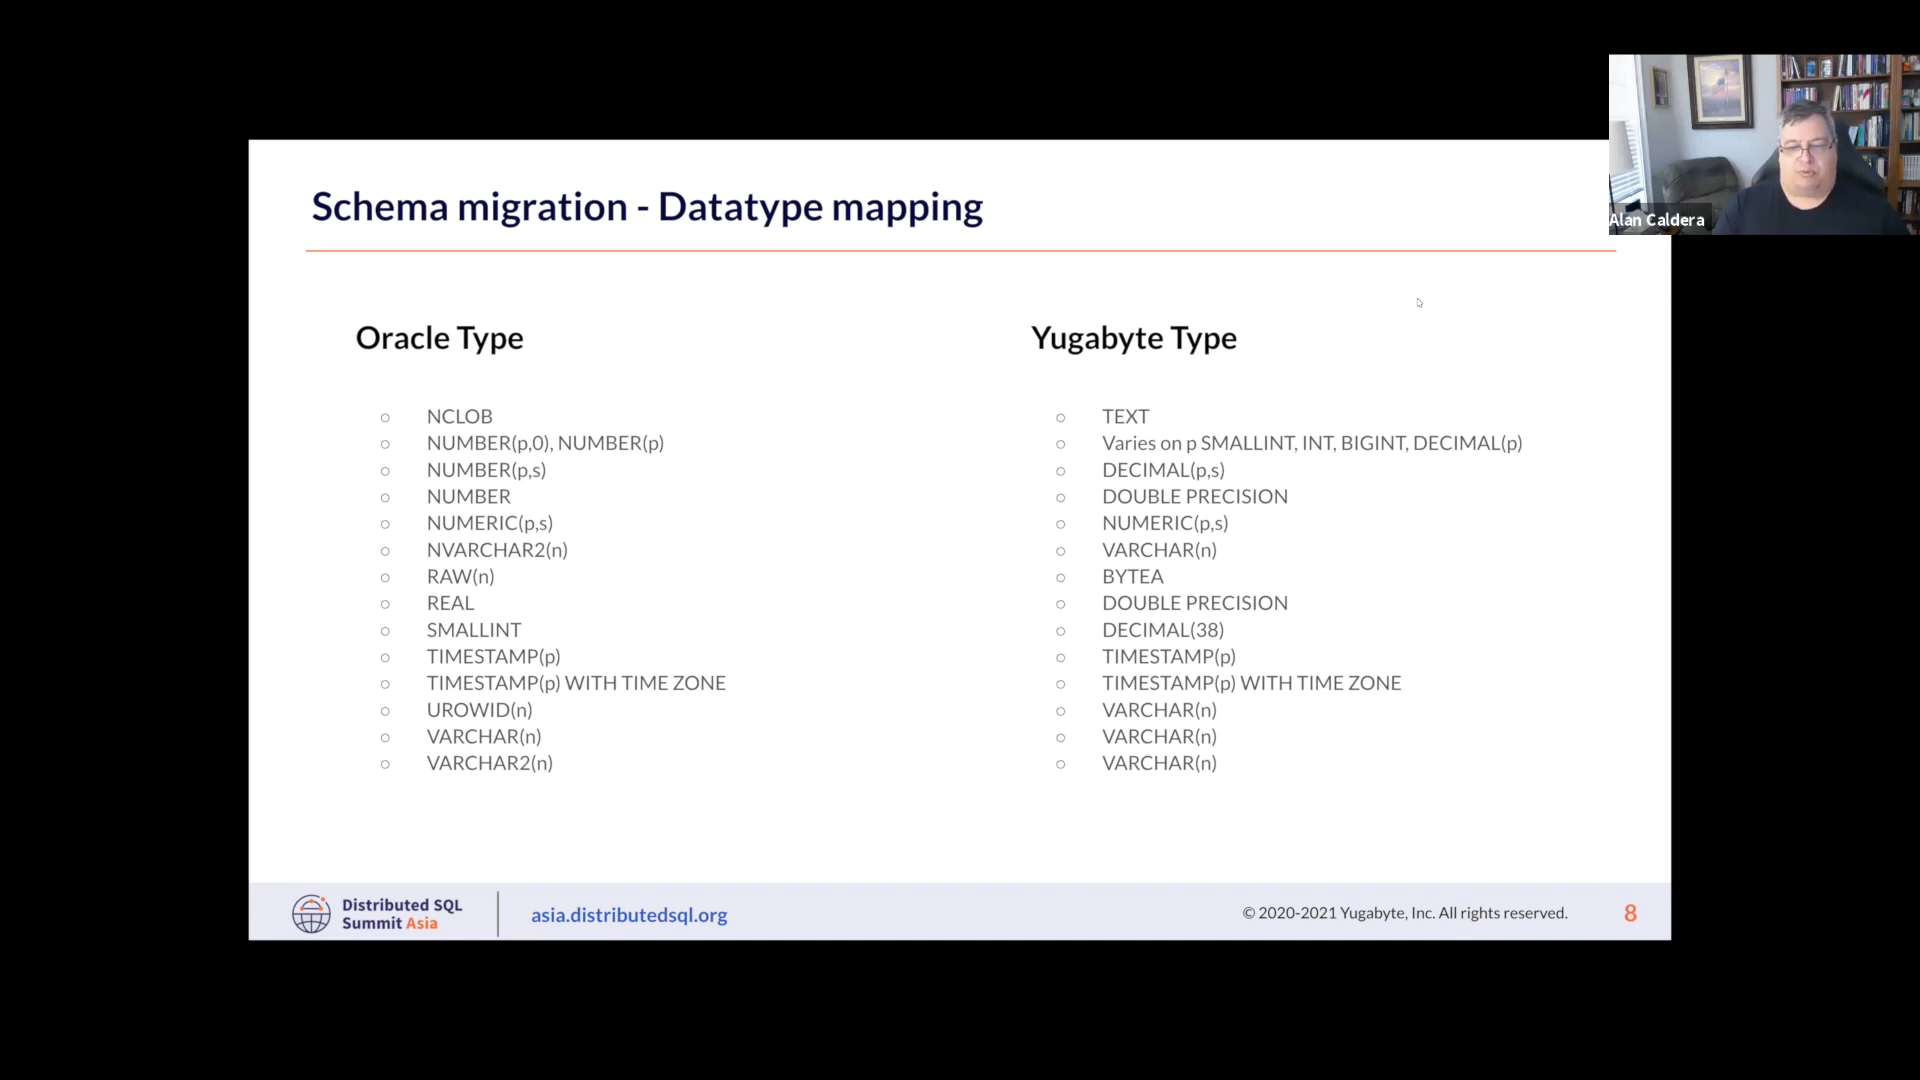 Schema migration - Datatype mapping
Alan Caldera
Oracle Type
NCLOB
NUMBER(p,0), NUMBER(p)
NUMBER(p,s)
NUMBER
NUMERIC(p,s)
NVARCHAR2(n)
RAW(n)
REAL
SMALLINT
TIMESTAMP(p)
TIMESTAMP(p) WITH TIME ZONE
UROWID(n)
VARCHAR(n)
VARCHAR2(n)
Yugabyte Type
TEXT
Varies on p SMALLINT, INT, BIGINT, DECIMAL(p)
DECIMAL(p,s)
DOUBLE PRECISION
NUMERIC(p,s)
VARCHAR(n)
BYTEA
DOUBLE PRECISION
DECIMAL(38)
TIMESTAMP(p)
TIMESTAMP(p) WITH TIME ZONE
VARCHAR(n)
VARCHAR(n)
VARCHAR(n)
Distributed SQL
Summit Asia
asia.distributedsql.org
© 2020-2021 Yugabyte, Inc. All rights reserved.
8